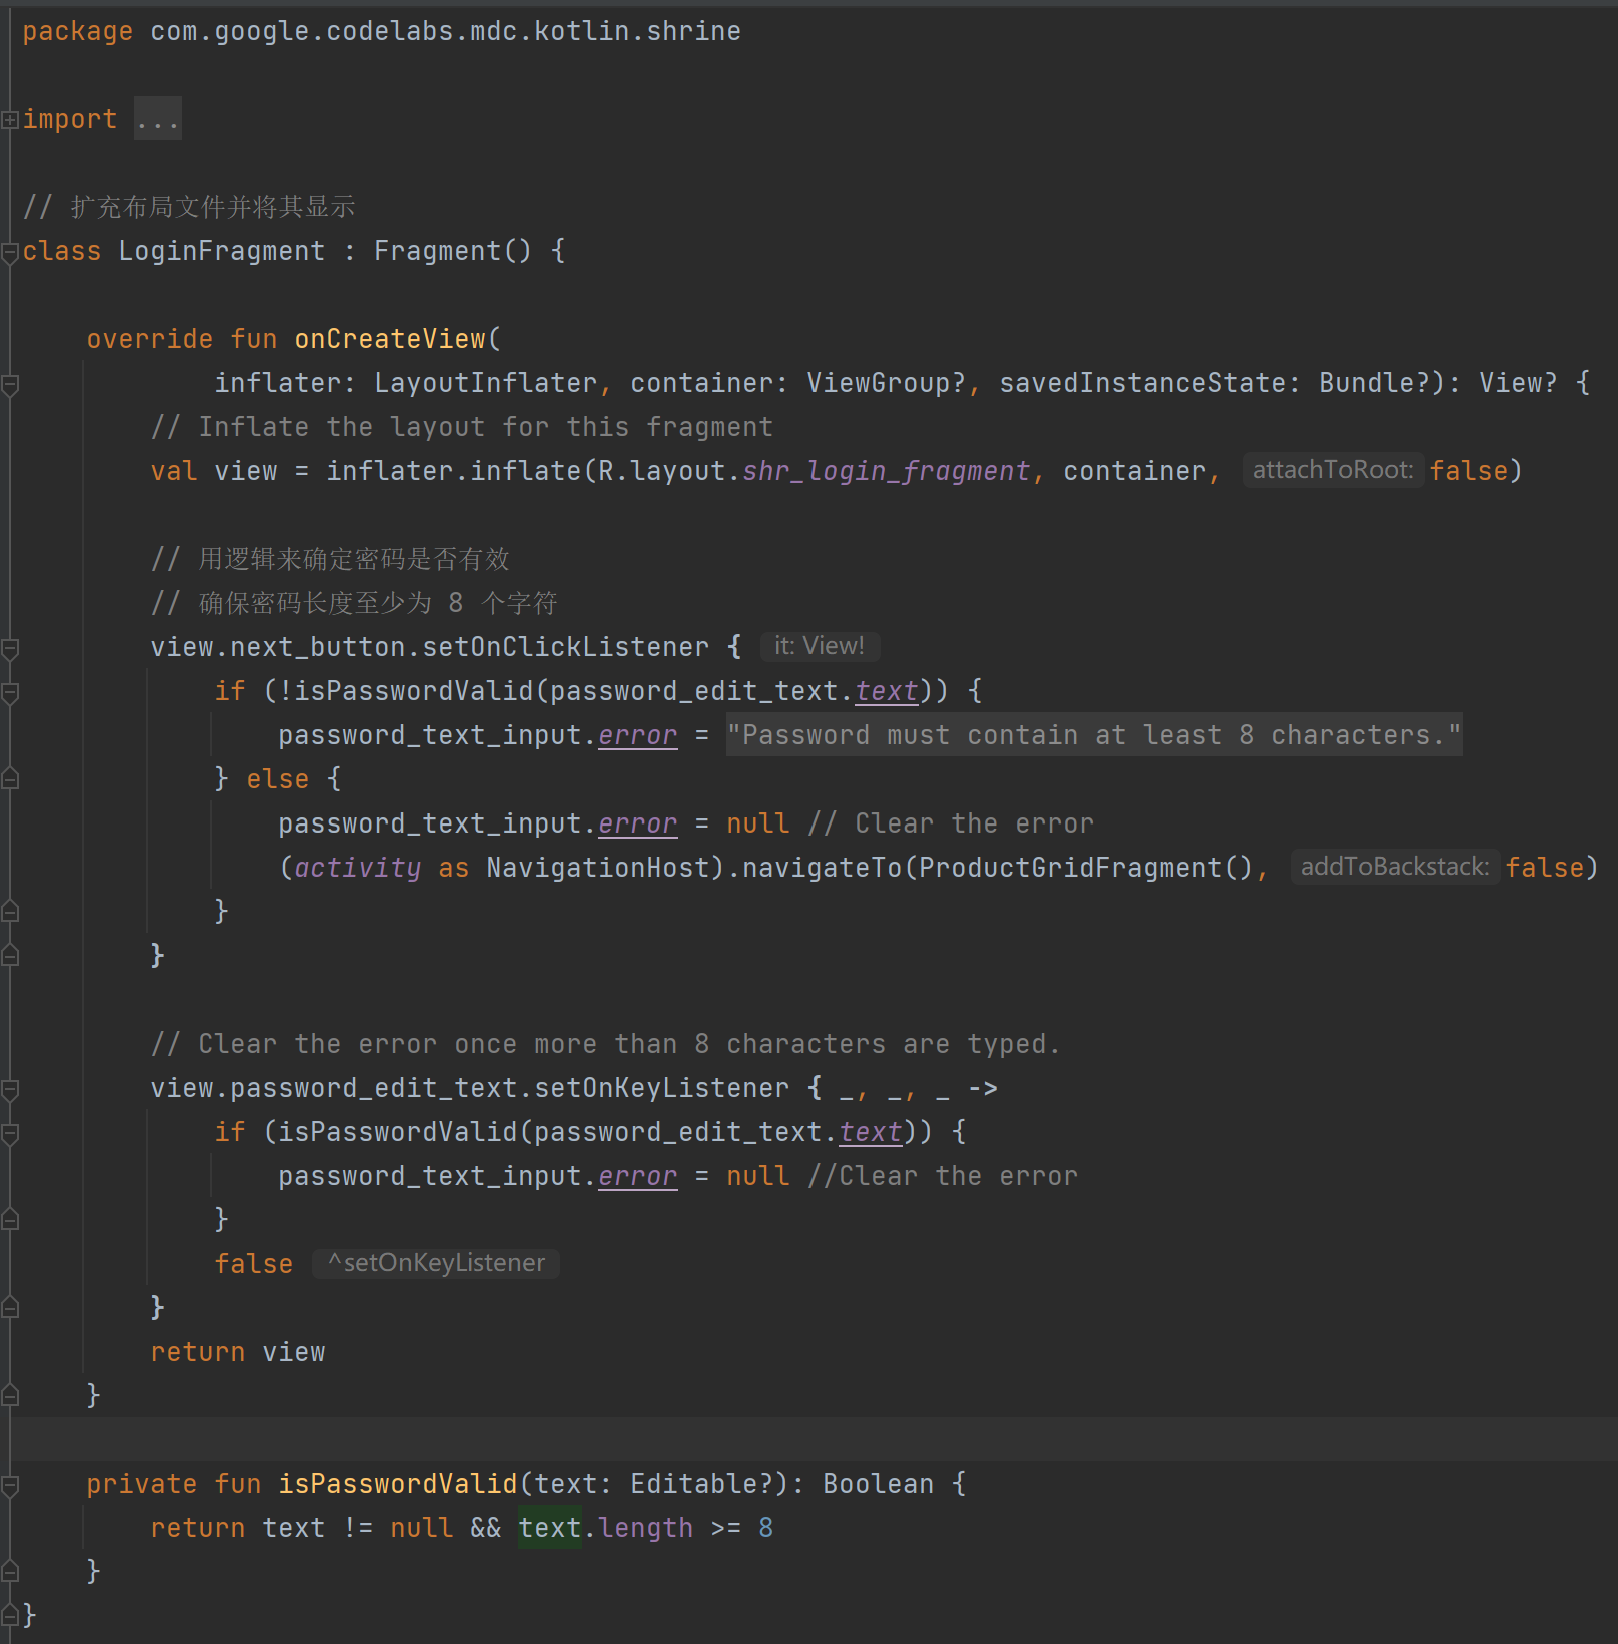 package com.google.codelabs.mdc.kotlin.shrine
import ...
// 扩充布局文件并将其显示
class LoginFragment : Fragment() {
override fun onCreateView(
inflater: LayoutInflater, container: ViewGroup?, savedInstanceState: Bundle?): View? {
// Inflate the layout for this fragment
val view = inflater.inflate(R.layout.shr_login_fragment, container, attachToRoot: false)
// 用逻辑来确定密码是否有效
// 确保密码长度至少为 8 个字符
view.next_button.setOnClickListener { it: View!
if (!isPasswordValid(password_edit_text.text)) {
password_text_input.error = "Password must contain at least 8 characters."
} else {
password_text_input.error = null // Clear the error
(activity as NavigationHost).navigateTo(ProductGridFragment(), addToBackstack: false)
}
}
// Clear the error once more than 8 characters are typed.
view.password_edit_text.setOnKeyListener { _, _, _ ->
if (isPasswordValid(password_edit_text.text)) {
password_text_input.error = null //Clear the error
}
false ^setOnKeyListener
}
return view
}
private fun isPasswordValid(text: Editable?): Boolean {
return text != null && text.length >= 8
}
}